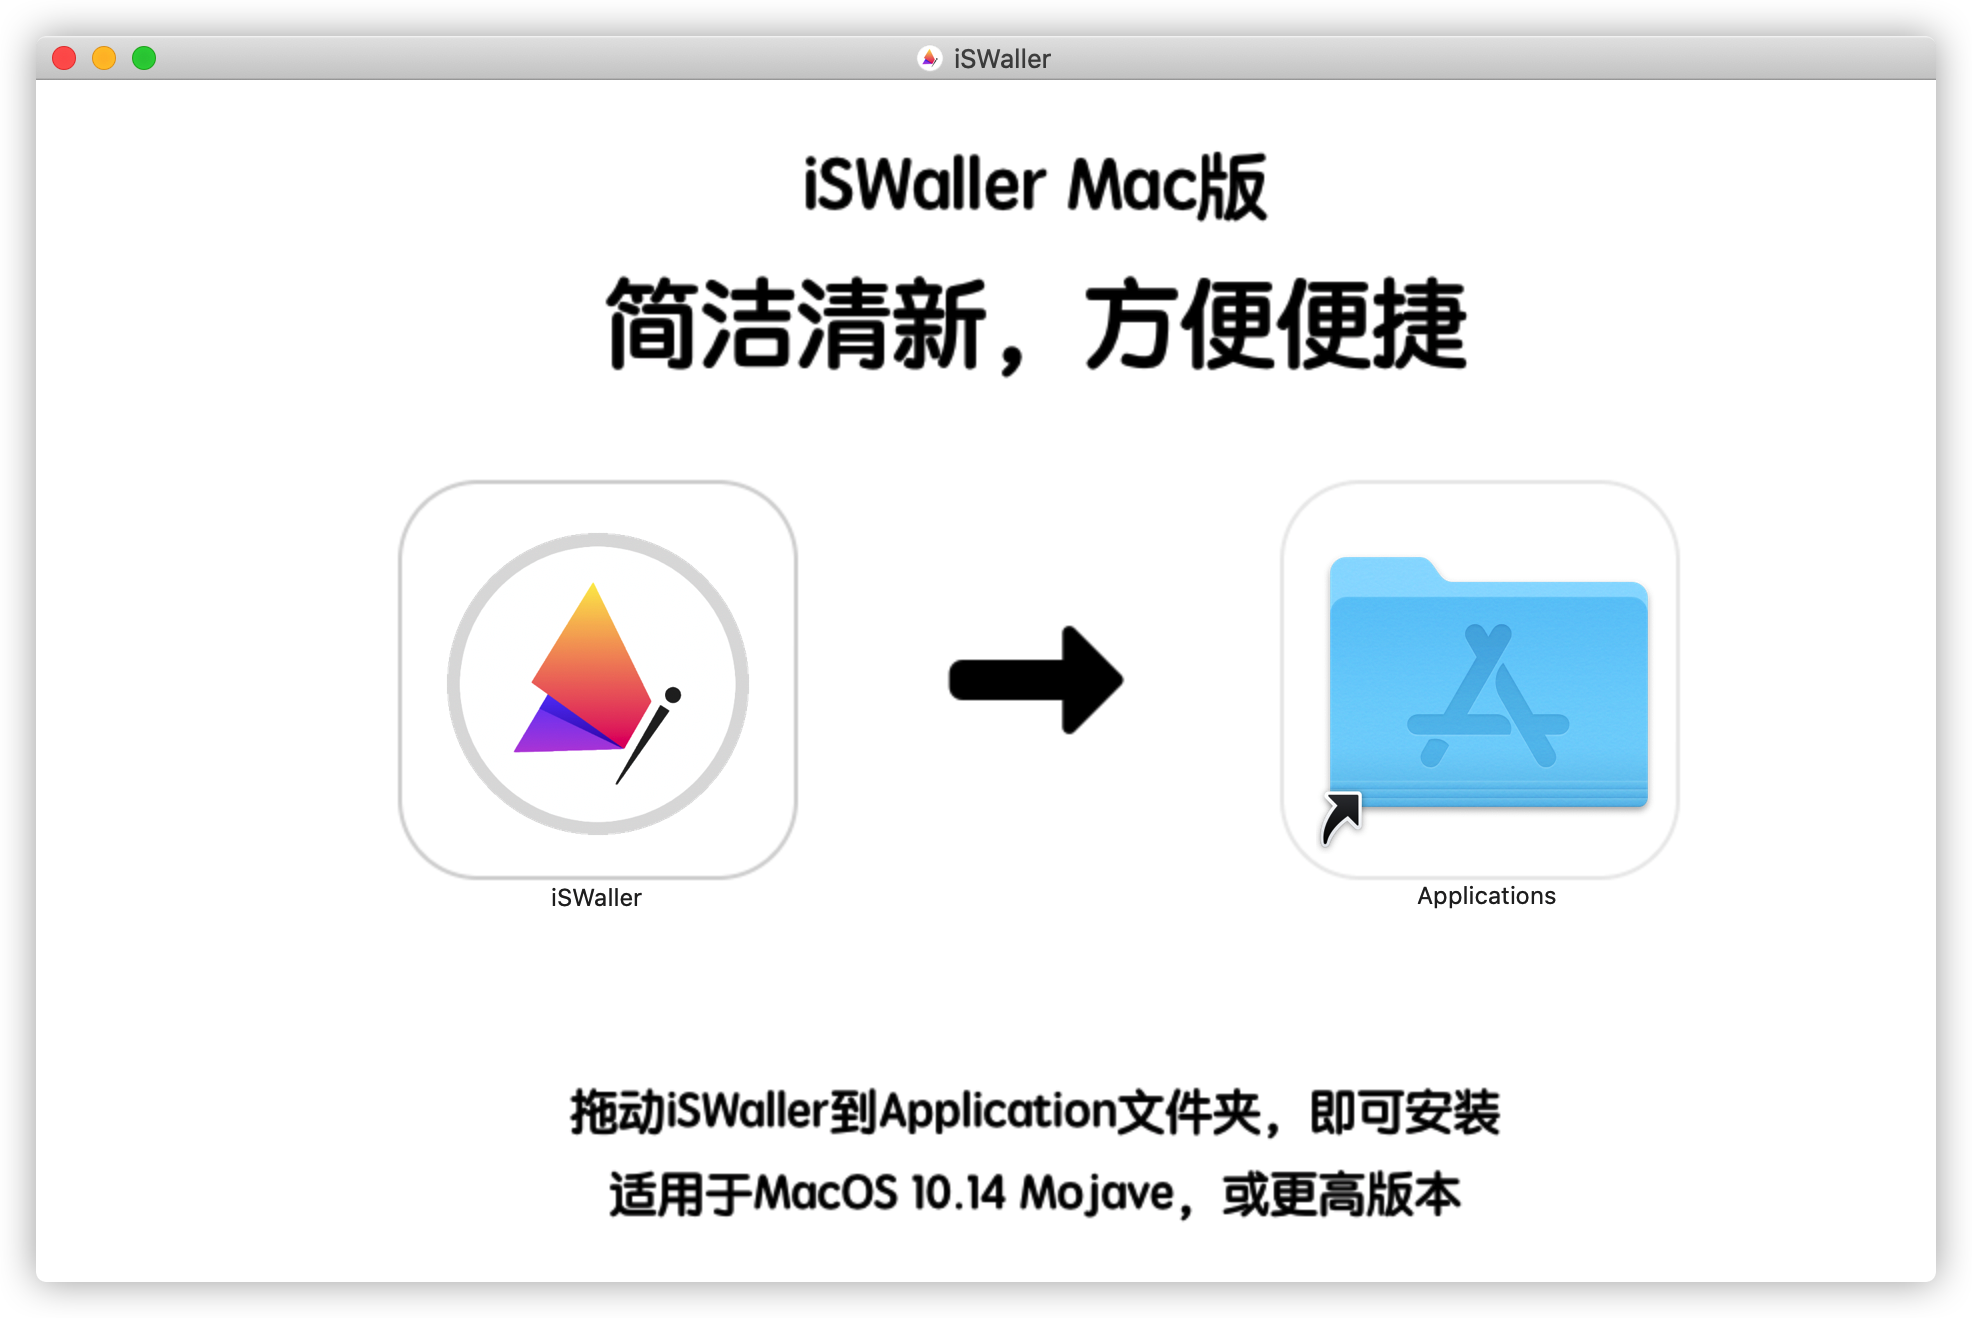 iSWaller
iSWaller Mac版
简洁清新，方便便捷
iSWaller
Applications
拖动iSWaller到Application文件夹，即可安装
适用于MacOS 10.14 Mojave，或更高版本